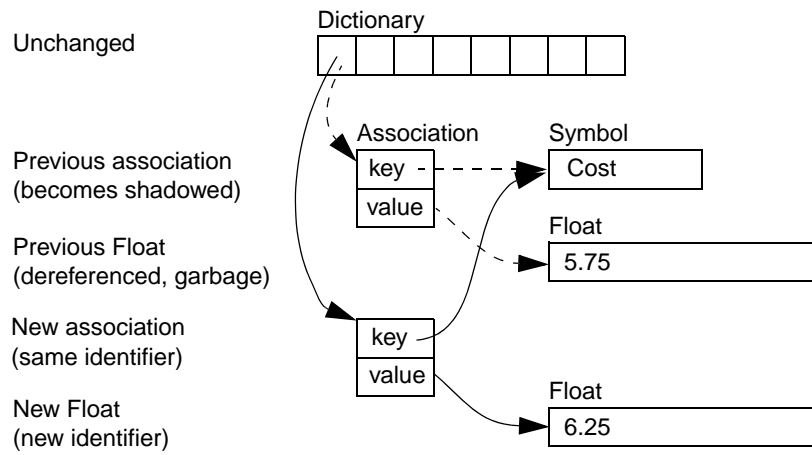 Dictionary
Unchanged
Association
Symbol
Previous association
(becomes shadowed)
key
value
Cost
Previous Float
(dereferenced, garbage)
Float
5.75
New association
(same identifier)
key
value
New Float
(new identifier)
Float
6.25